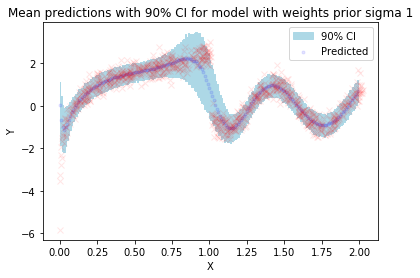 Mean predictions with 90% CI for model with weights prior sigma 1
90% CI
Predicted
Y
2
0
−2
−4
−6
0.00 0.25 0.50 0.75 1.00 1.25 1.50 1.75 2.00
X